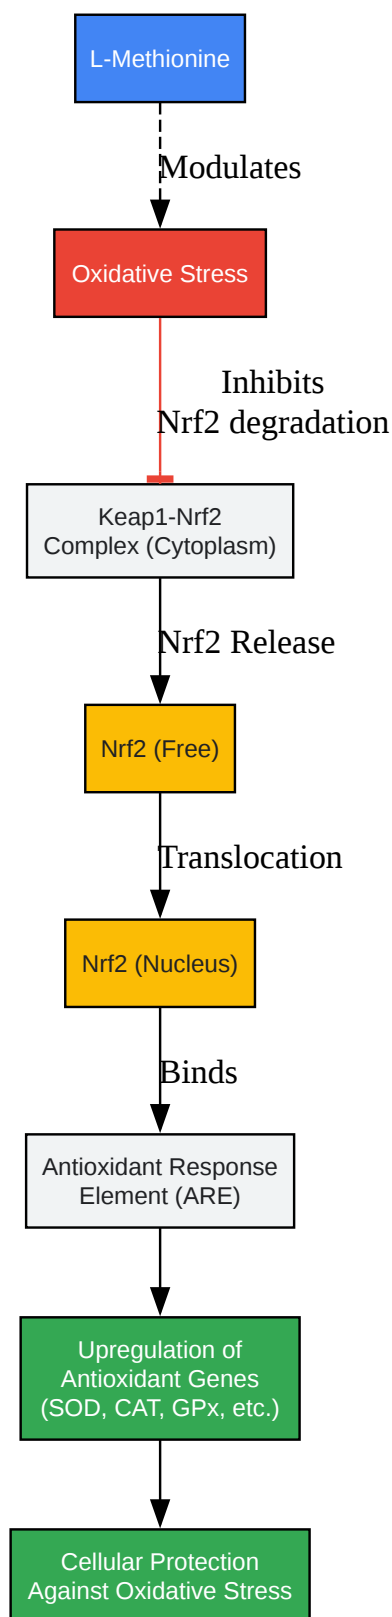 L-Methionine
Modulates
Oxidative Stress
Inhibits
Nrf2 degradation
Keap1-Nrf2
Complex (Cytoplasm)
Nrf2 Release
Nrf2 (Free)
Translocation
Nrf2 (Nucleus)
Binds
Antioxidant Response
Element (ARE)
Upregulation of
Antioxidant Genes
(SOD, CAT, GPx, etc.)
Cellular Protection
Against Oxidative Stress